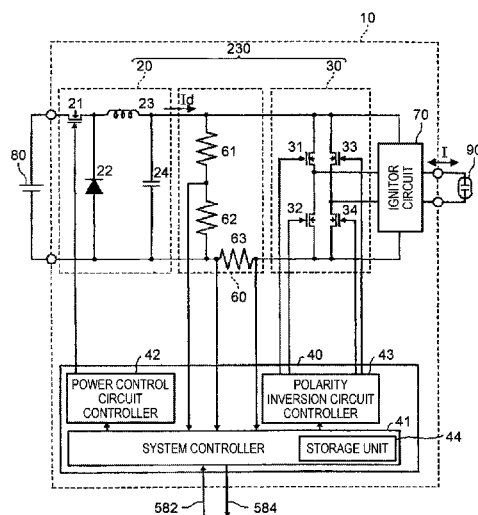 10
230
20
30
21
23
Id
70
80
22
24
61
62
63
60
31
33
32
34
IGNITOR
CIRCUIT
I
90
42
40
43
POWER CONTROL
CIRCUIT
CONTROLLER
POLARITY
INVERSION CIRCUIT
CONTROLLER
41
SYSTEM CONTROLLER
STORAGE UNIT
44
582
584